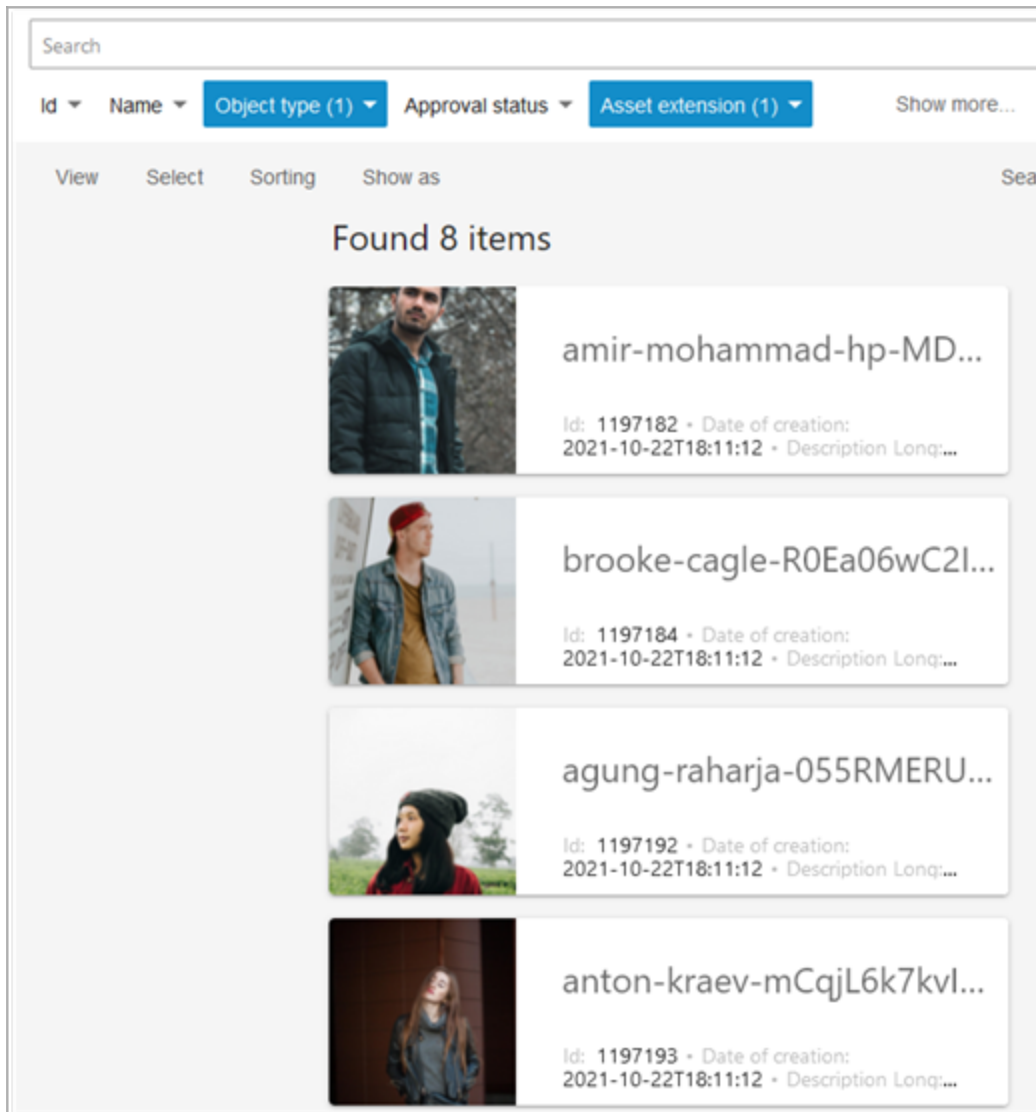 Search
Id Name Object type (1) Approval status Asset extension (1) Show more...
View Select Sorting Show as Sea
Found 8 items
amir-mohammad-hp-MD...
Id: 1197182 • Date of creation:
2021-10-22T18:11:12 • Description Long:...
brooke-cagle-R0Ea06wC2I...
Id: 1197184 • Date of creation:
2021-10-22T18:11:12 • Description Long:...
agung-raharja-055RMERU...
Id: 1197192 • Date of creation:
2021-10-22T18:11:12 • Description Long:...
anton-kraev-mCqjL6k7kvI...
Id: 1197193 • Date of creation:
2021-10-22T18:11:12 • Description Long:...